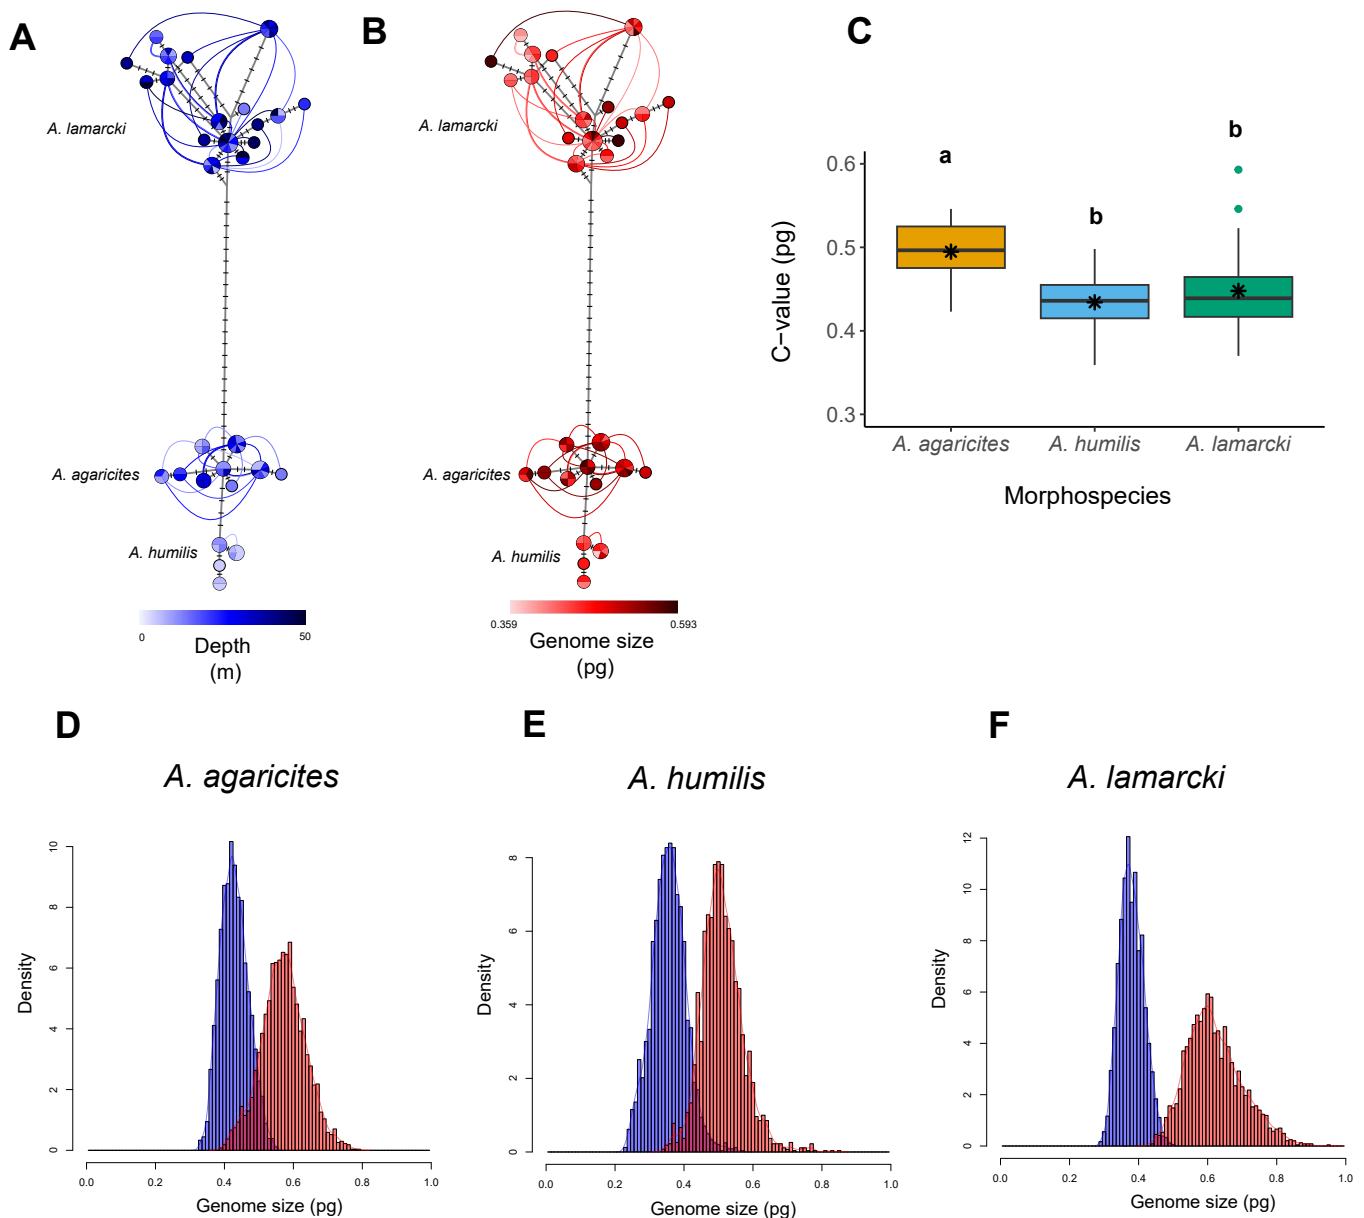 A
B
C
A. lamarcki
A. agaricites
A. humilis
0
50
Depth
(m)
A. lamarcki
A. agaricites
A. humilis
0.359
0.593
Genome size
(pg)
C−value (pg)
0.6
0.5
0.4
0.3
a
b
b
A. agaricites
A. humilis
A. lamarcki
Morphospecies
D
A. agaricites
Density
0
2
4
6
8
10
0.0
0.2
0.4
0.6
0.8
1.0
Genome size (pg)
E
A. humilis
Density
0
2
4
6
8
0.0
0.2
0.4
0.6
0.8
1.0
Genome size (pg)
F
A. lamarcki
Density
0
2
4
6
8
10
12
0.0
0.2
0.4
0.6
0.8
1.0
Genome size (pg)